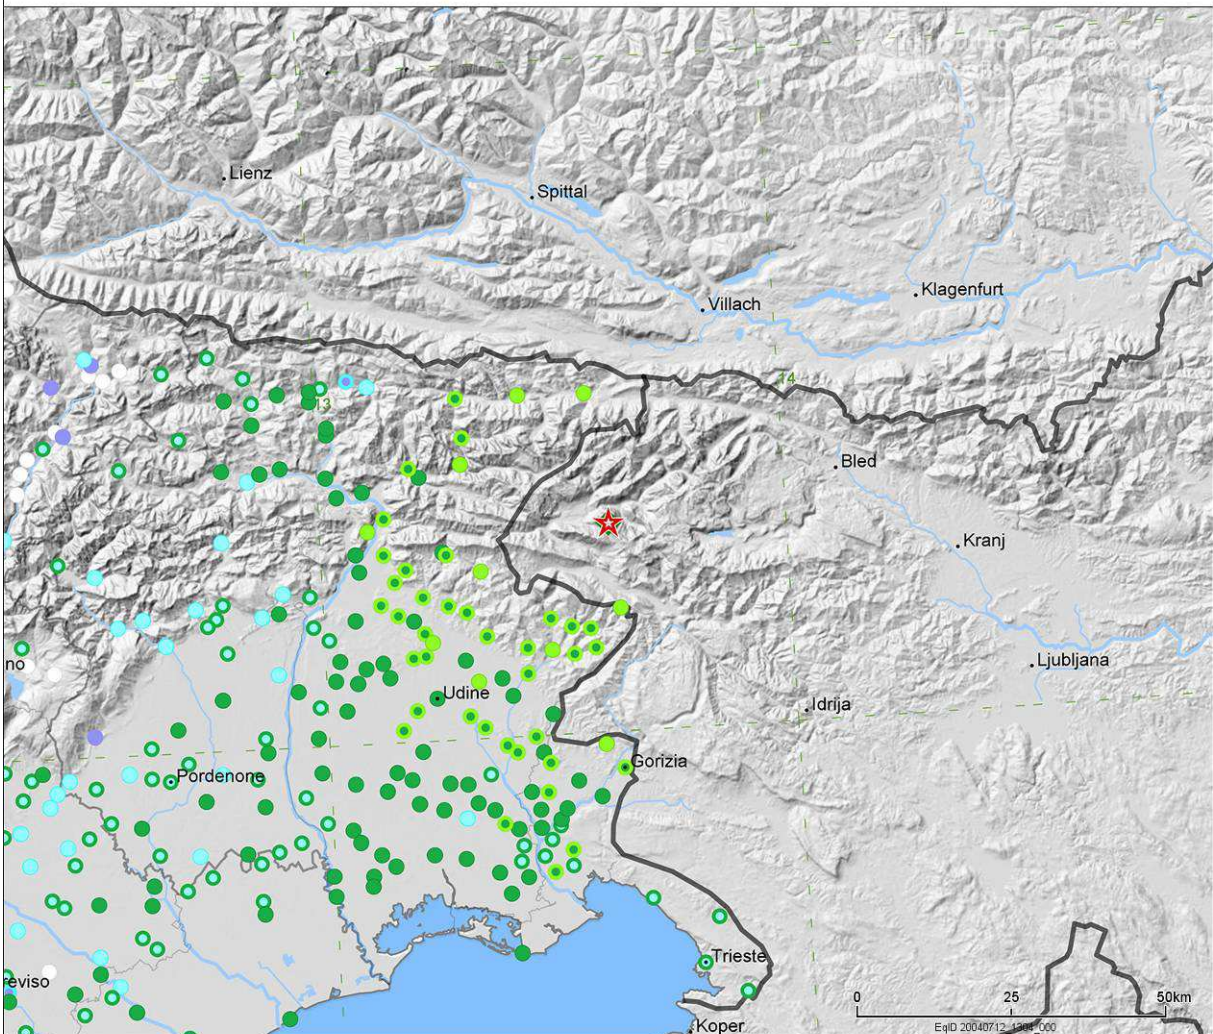 Lienz
Spittal
Villach
Klagenfurt
14
13
Bled
Kranj
no
Ljubljana
Udine
Idrija
Gorizia
Pordenone
Trieste
reviso
0 25 50km
Koper
EqID 20040712_1304_000